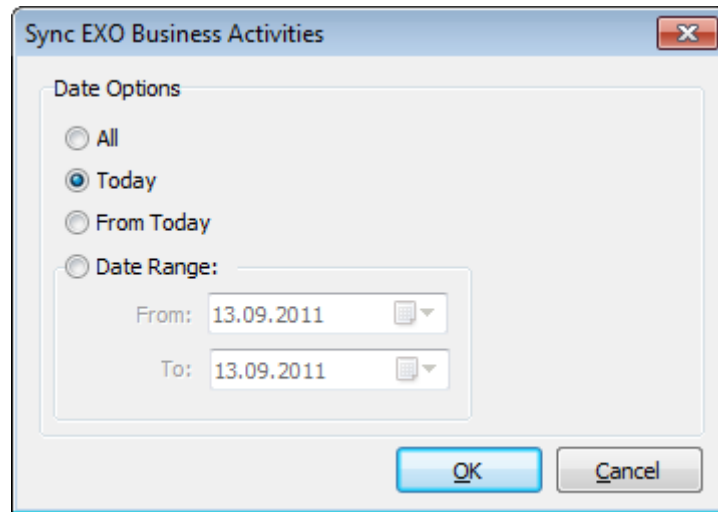 Sync EXO Business Activities
Date Options
All
Today
From Today
Date Range:
From: 13.09.2011
To: 13.09.2011
OK Cancel